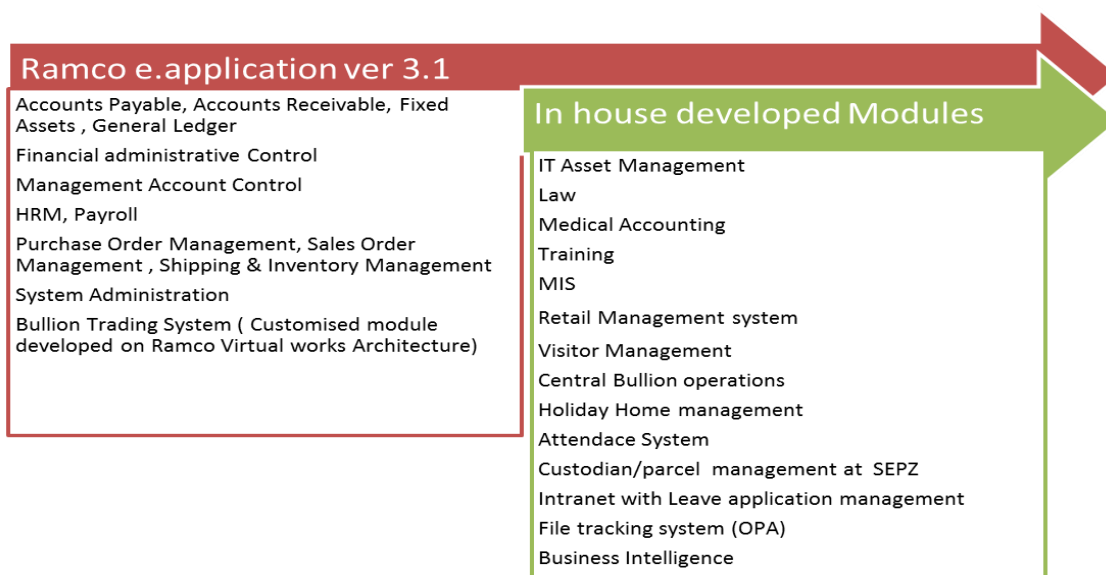 Ramco e.application ver 3.1
Accounts Payable, Accounts Receivable, Fixed
Assets , General Ledger
Financial administrative Control
Management Account Control
HRM, Payroll
Purchase Order Management, Sales Order
Management , Shipping & Inventory Management
System Administration
Bullion Trading System ( Customised module
developed on Ramco Virtual works Architecture)
In house developed Modules
IT Asset Management
Law
Medical Accounting
Training
MIS
Retail Management system
Visitor Management
Central Bullion operations
Holiday Home management
Attendace System
Custodian/parcel management at SEPZ
Intranet with Leave application management
File tracking system (OPA)
Business Intelligence